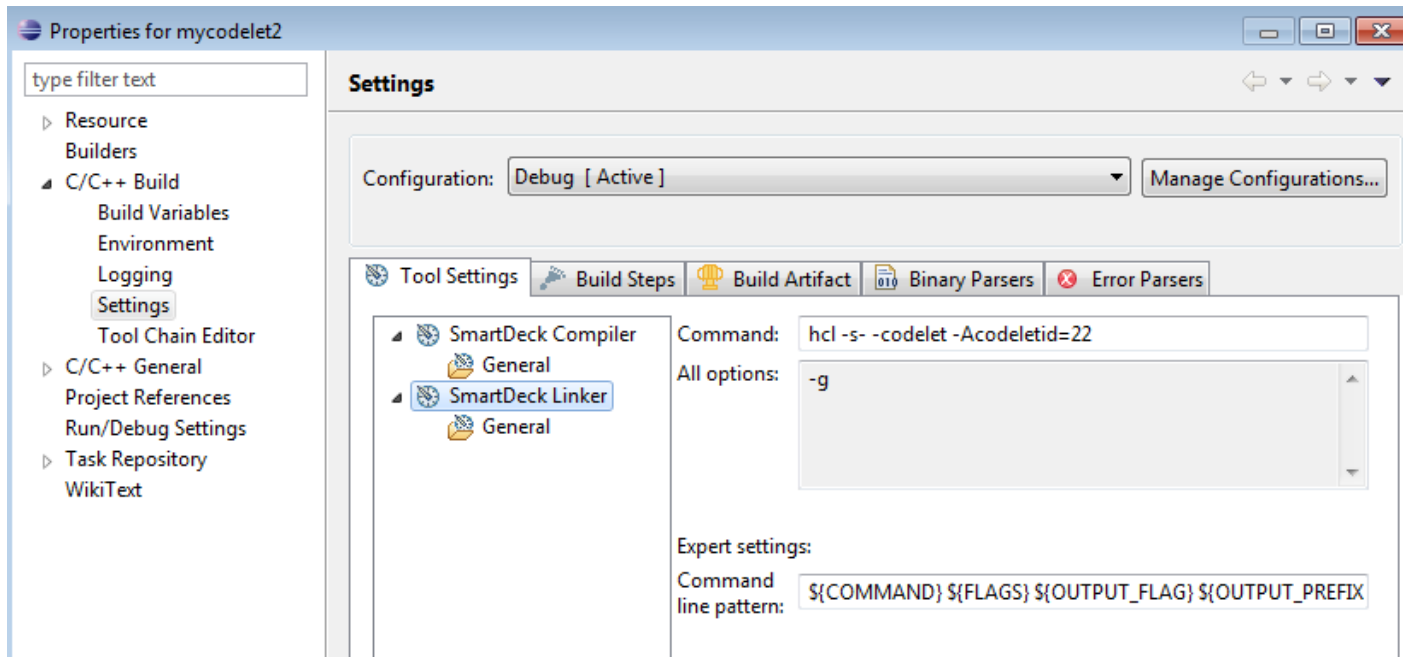 Properties for mycodelet2
type filter text
Resource
Builders
C/C++ Build
Build Variables
Environment
Logging
Settings
Tool Chain Editor
C/C++ General
Project References
Run/Debug Settings
Task Repository
WikiText
Settings
Configuration: Debug [ Active ] Manage Configurations...
Tool Settings Build Steps Build Artifact Binary Parsers Error Parsers
SmartDeck Compiler
General
SmartDeck Linker
General
Command: hcl -s- -codelet -Acodeletid=22
All options: -g
Expert settings:
Command
line pattern: ${COMMAND} ${FLAGS} ${OUTPUT_FLAG} ${OUTPUT_PREFIX